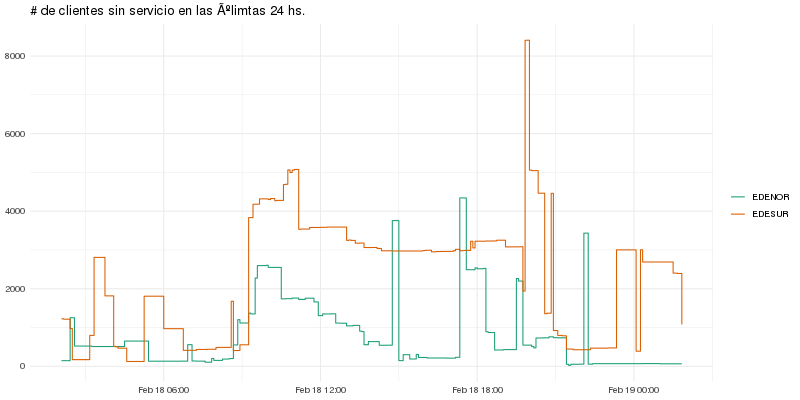 # de clientes sin servicio en las Ãºlimtas 24 hs.
8000
6000
4000
2000
0
Feb 18 06:00
Feb 18 12:00
Feb 18 18:00
Feb 19 00:00
EDENOR
EDESUR